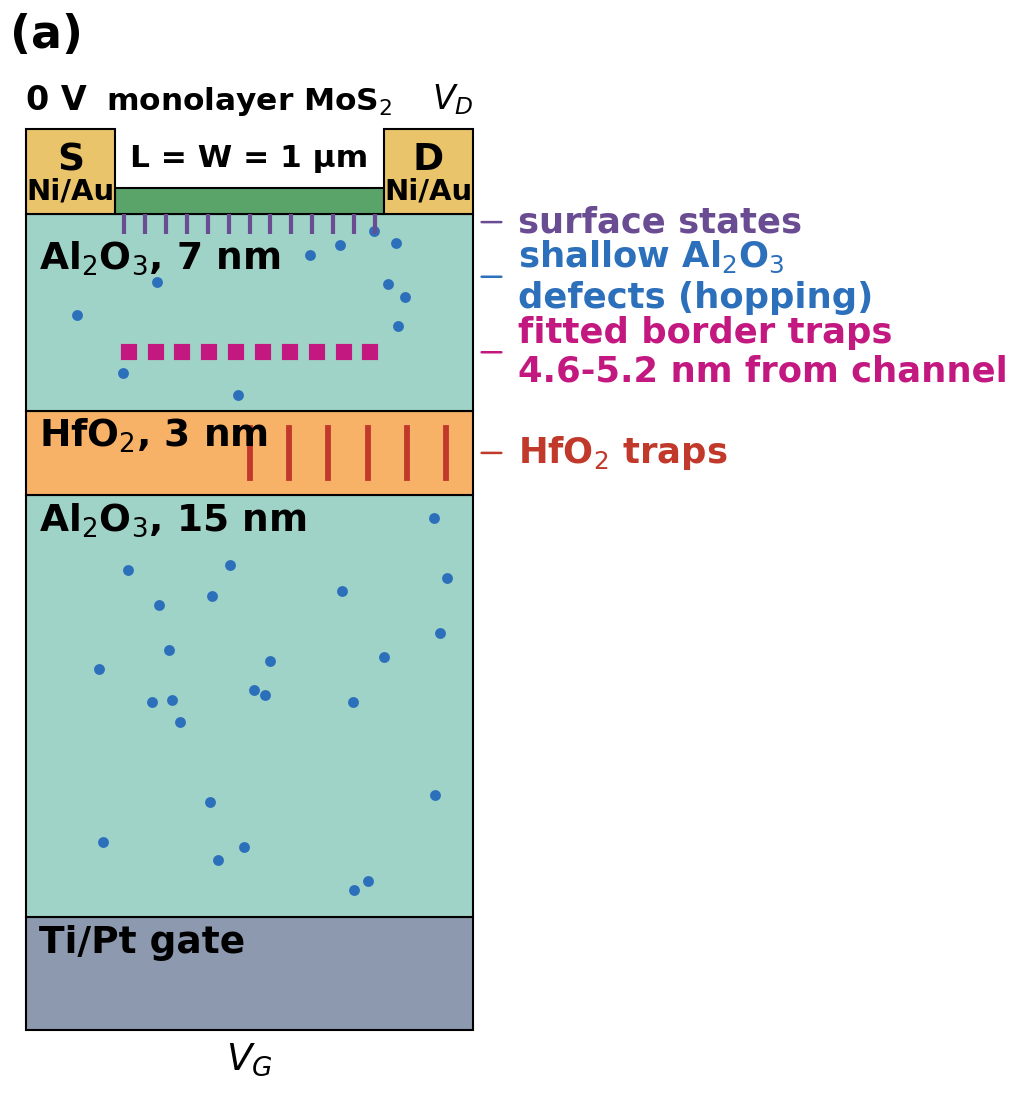 (a)
0 V monolayer MoS₂ V_D
S L = W = 1 μm D
Ni/Au Ni/Au
surface states
Al₂O₃, 7 nm
shallow Al₂O₃
defects (hopping)
fitted border traps
4.6-5.2 nm from channel
HfO₂, 3 nm
HfO₂ traps
Al₂O₃, 15 nm
Ti/Pt gate
V_G